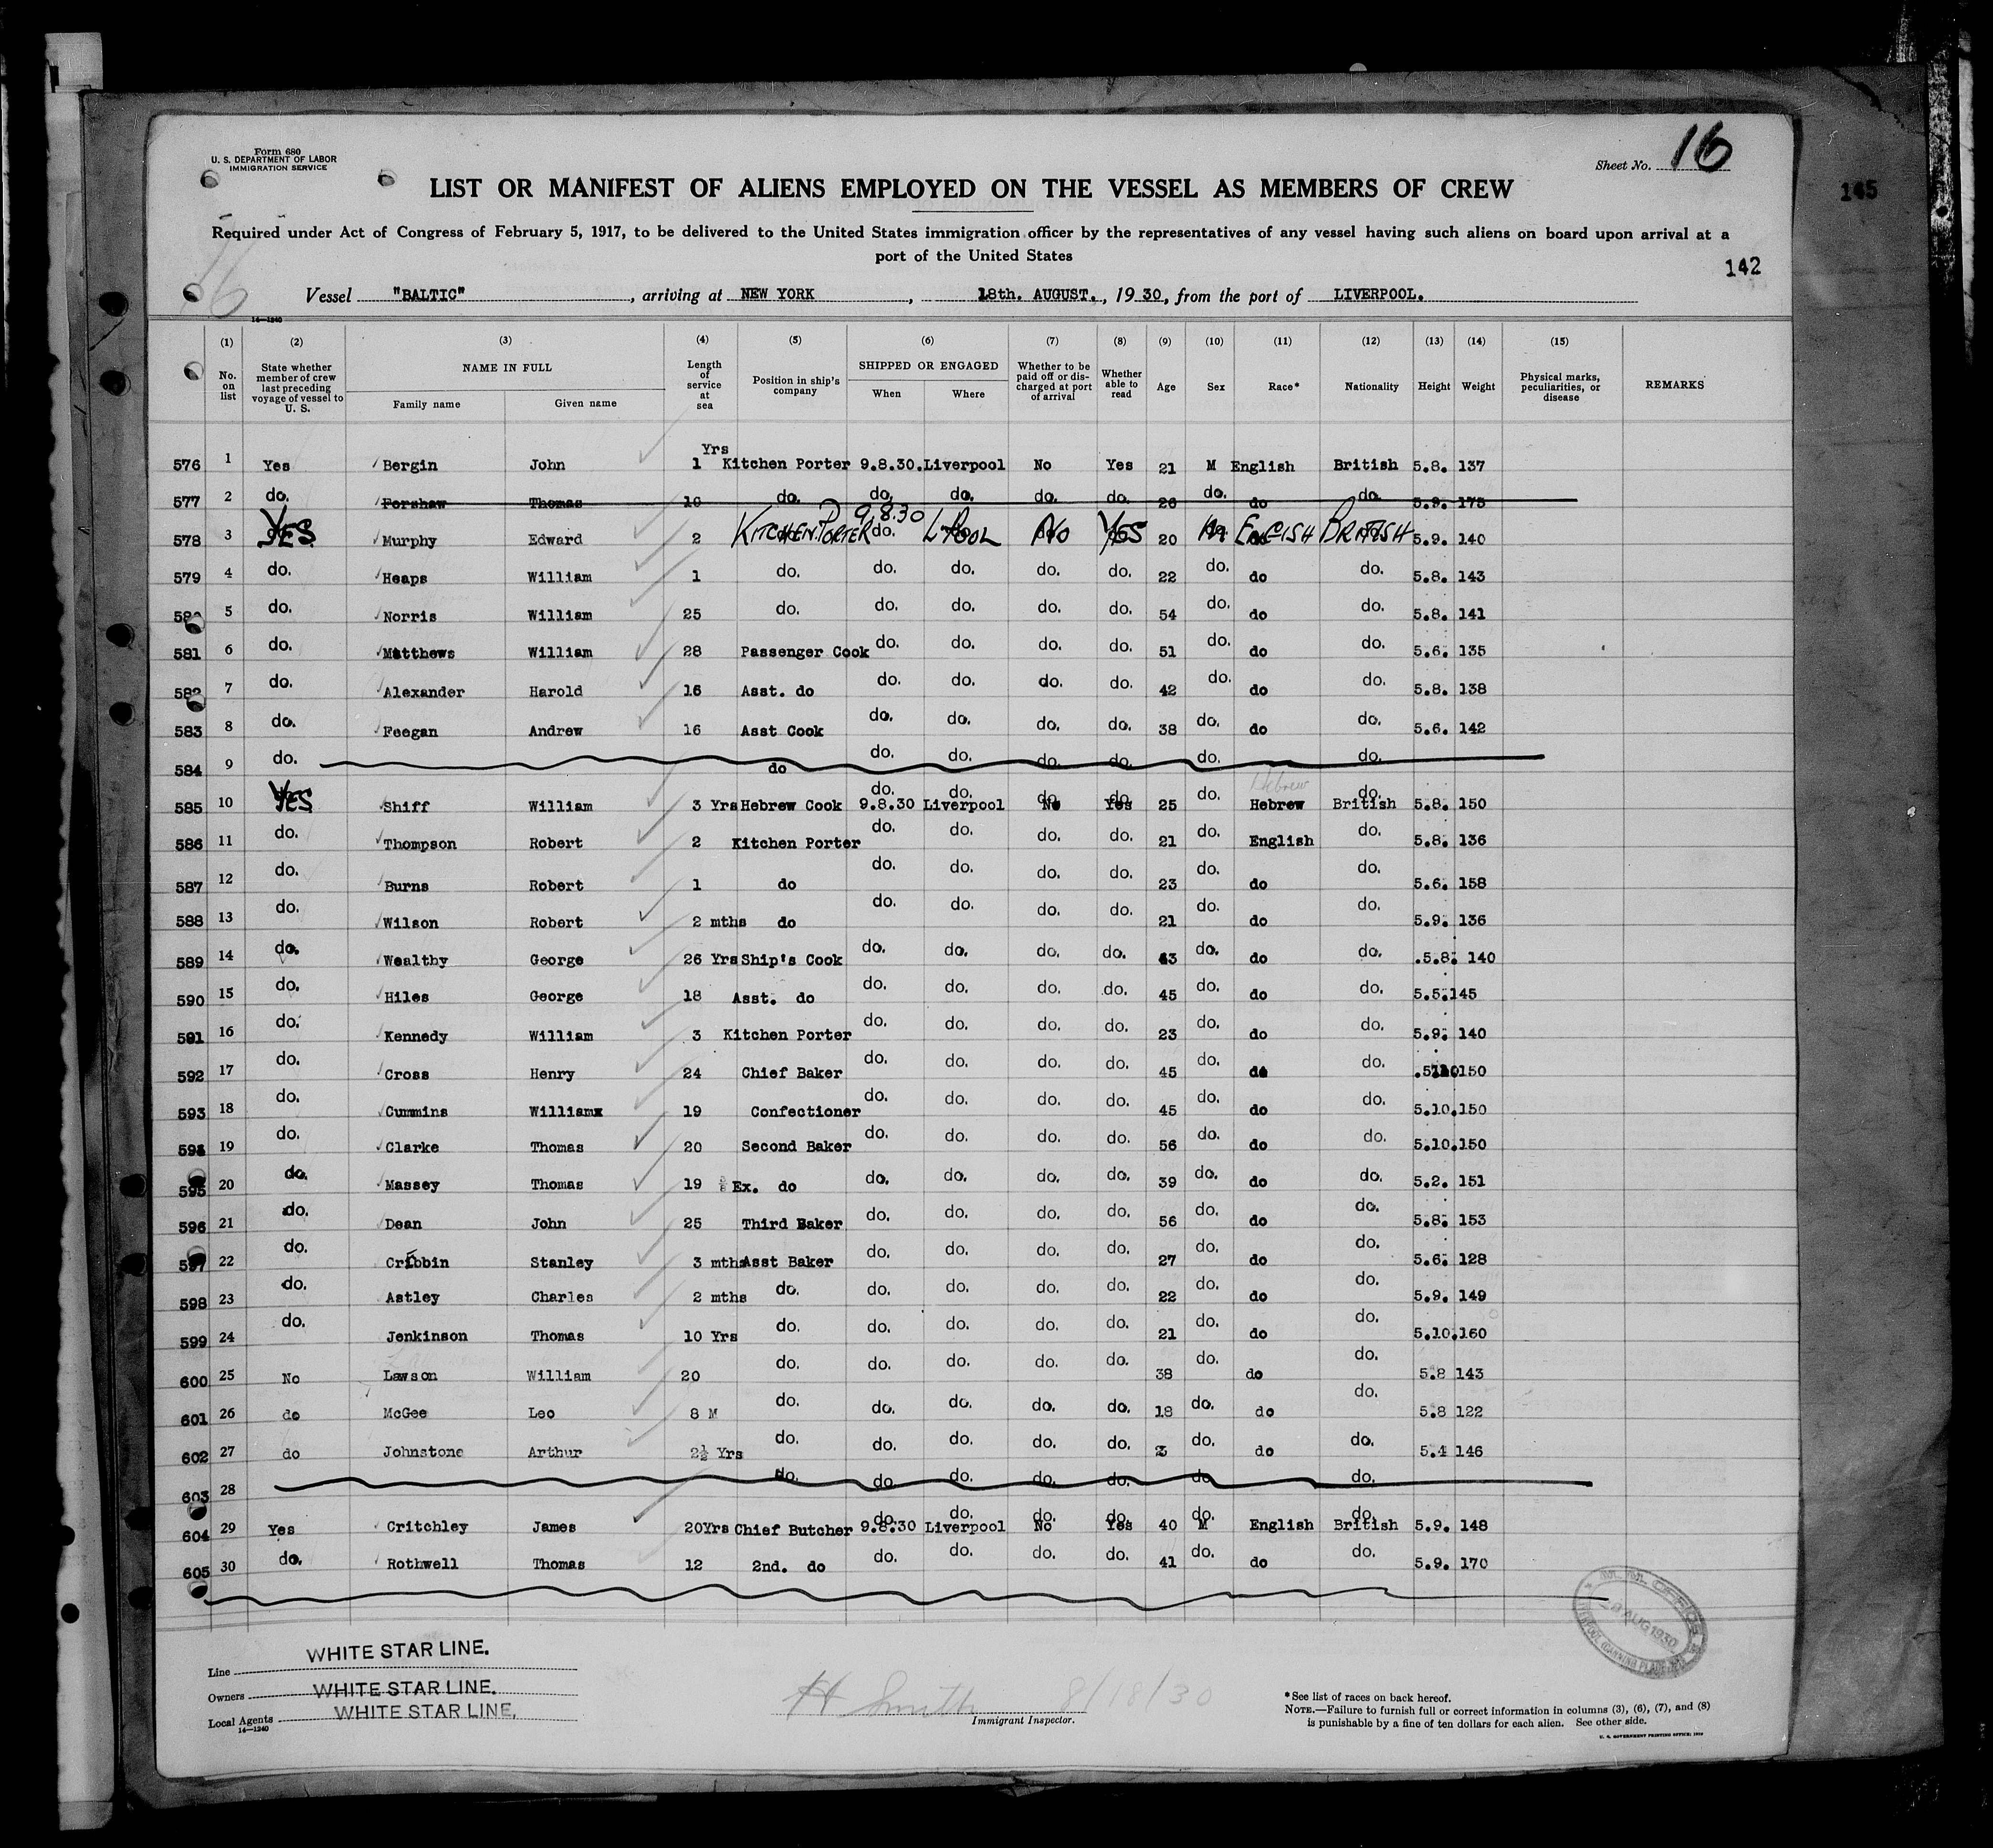 Form 680
U. S. DEPARTMENT OF LABOR
IMMIGRATION SERVICE
Sheet No. 16
145
LIST OR MANIFEST OF ALIENS EMPLOYED ON THE VESSEL AS MEMBERS OF CREW
Required under Act of Congress of February 5, 1917, to be delivered to the United States immigration officer by the representatives of any vessel having such aliens on board upon arrival at a
port of the United States
142
16
Vessel "BALTIC", arriving at NEW YORK, 18th. AUGUST., 1930, from the port of LIVERPOOL.
14—1240
(1) (2) (3) (4) (5) (6) (7) (8) (9) (10) (11) (12) (13) (14) (15)
No. on list State whether member of crew last preceding voyage of vessel to U. S. NAME IN FULL Family name Given name Length of service at sea Position in ship's company SHIPPED OR ENGAGED When Where Whether to be paid off or discharged at port of arrival Whether able to read Age Sex Race* Nationality Height Weight Physical marks, peculiarities, or disease REMARKS
Yrs
576 1 Yes Bergin John 1 Kitchen Porter 9.8.30. Liverpool No Yes 21 M English British 5.8. 137
577 2 do. Forshaw Thomas 10 do. do. do. do. do. 26 do. do do. 5.9. 175
578 3 YES Murphy Edward 2 KITCHEN PORTER 9.8.30 do. L'POOL NO YES 20 M ENGLISH BRITISH 5.9. 140
579 4 do. Heaps William 1 do. do. do. do. do. 22 do. do do. 5.8. 143
580 5 do. Norris William 25 do. do. do. do. do. 54 do. do do. 5.8. 141
581 6 do. Matthews William 28 Passenger Cook do. do. do. do. 51 do. do do. 5.6. 135
582 7 do. Alexander Harold 16 Asst. do do. do. do. do. 42 do. do do. 5.8. 138
583 8 do. Feegan Andrew 16 Asst Cook do. do. do. do. 38 do. do do. 5.6. 142
584 9 do. do do. do. do. do. do. do.
Hebrew
585 10 YES Shiff William 3 Yrs Hebrew Cook do. 9.8.30 do. Liverpool do. No do. Yes 25 do. Hebrew do. British 5.8. 150
586 11 do. Thompson Robert 2 Kitchen Porter do. do. do. do. 21 do. English do. 5.8. 136
587 12 do. Burns Robert 1 do do. do. do. do. 23 do. do do. 5.6. 158
588 13 do. Wilson Robert 2 mths do do. do. do. do. 21 do. do do. 5.9. 136
589 14 do. Wealthy George 26 Yrs Ship's Cook do. do. do. do. 43 do. do do. .5.8. 140
590 15 do. Hiles George 18 Asst. do do. do. do. do. 45 do. do do. 5.5. 145
591 16 do. Kennedy William 3 Kitchen Porter do. do. do. do. 23 do. do do. 5.9. 140
592 17 do. Cross Henry 24 Chief Baker do. do. do. do. 45 do. do do. 150
593 18 do. Cummins Williamx 19 Confectioner do. do. do. do. 45 do. do do. 5.10. 150
594 19 do. Clarke Thomas 20 Second Baker do. do. do. do. 56 do. do do. 5.10. 150
595 20 do. Massey Thomas 19 Ex. do do. do. do. do. 39 do. do do. 5.2. 151
596 21 do. Dean John 25 Third Baker do. do. do. do. 56 do. do do. 5.8. 153
597 22 do. Cribbin Stanley 3 mths Asst Baker do. do. do. do. 27 do. do do. 5.6. 128
598 23 do. Astley Charles 2 mths do. do. do. do. do. 22 do. do do. 5.9. 149
599 24 do. Jenkinson Thomas 10 Yrs do. do. do. do. do. 21 do. do do. 5.10. 160
600 25 No Lawson William 20 do. do. do. do. do. 38 do. do do. 5.8 143
601 26 do McGee Leo 8 M do. do. do. do. do. 18 do. do do. 5.8 122
602 27 do Johnstone Arthur 2½ Yrs do. do. do. do. do. do. do do. 5.4 146
603 28 do. do. do. do. do. do do.
604 29 Yes Critchley James 20Yrs Chief Butcher do. 9.8.30 do. Liverpool do. No do. Yes 40 do. M English do. British 5.9. 148
605 30 do. Rothwell Thomas 12 2nd. do do. do. do. do. 41 do. do do. 5.9. 170
AUG 1930
LIVERPOOL (CANNING PLACE)
Line WHITE STAR LINE.
Owners WHITE STAR LINE.
Local Agents WHITE STAR LINE.
14—1240
H Smith 8/18/30
Immigrant Inspector.
*See list of races on back hereof.
NOTE.—Failure to furnish full or correct information in columns (3), (6), (7), and (8)
is punishable by a fine of ten dollars for each alien. See other side.